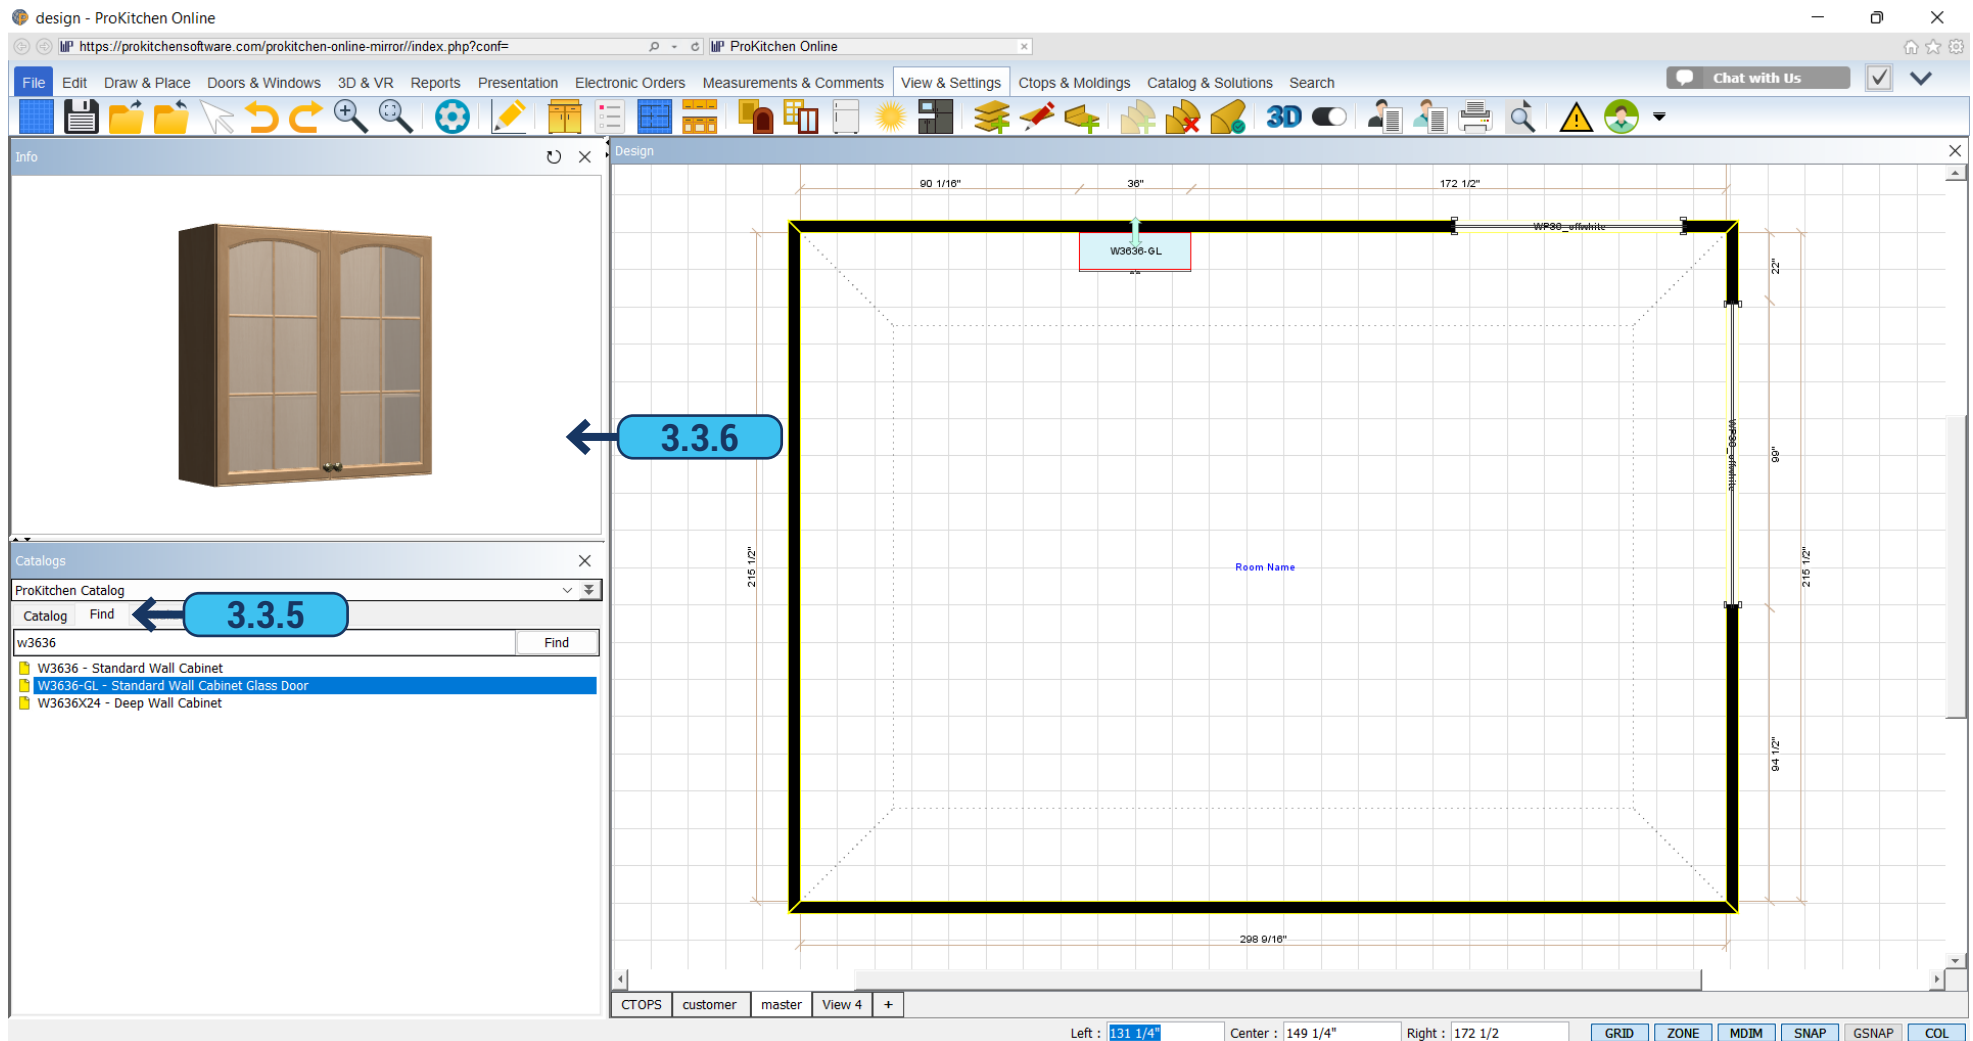 design - ProKitchen Online
https://prokitchensoftware.com/prokitchen-online-mirror//index.php?conf=
ProKitchen Online
File Edit Draw & Place Doors & Windows 3D & VR Reports Presentation Electronic Orders Measurements & Comments View & Settings Ctops & Moldings Catalog & Solutions Search
Chat with Us
3D
Info
Design
90 1/16"
36"
172 1/2"
WP30_offwhite
W3636-GL
22"
3.3.6
WP30_offwhite
99"
Catalogs
215 1/2"
Room Name
215 1/2"
ProKitchen Catalog
Catalog Find
3.3.5
w3636
Find
W3636 - Standard Wall Cabinet
W3636-GL - Standard Wall Cabinet Glass Door
W3636X24 - Deep Wall Cabinet
94 1/2"
298 9/16"
CTOPS customer master View 4 +
Left : 131 1/4" Center : 149 1/4" Right : 172 1/2 GRID ZONE MDIM SNAP GSNAP COL